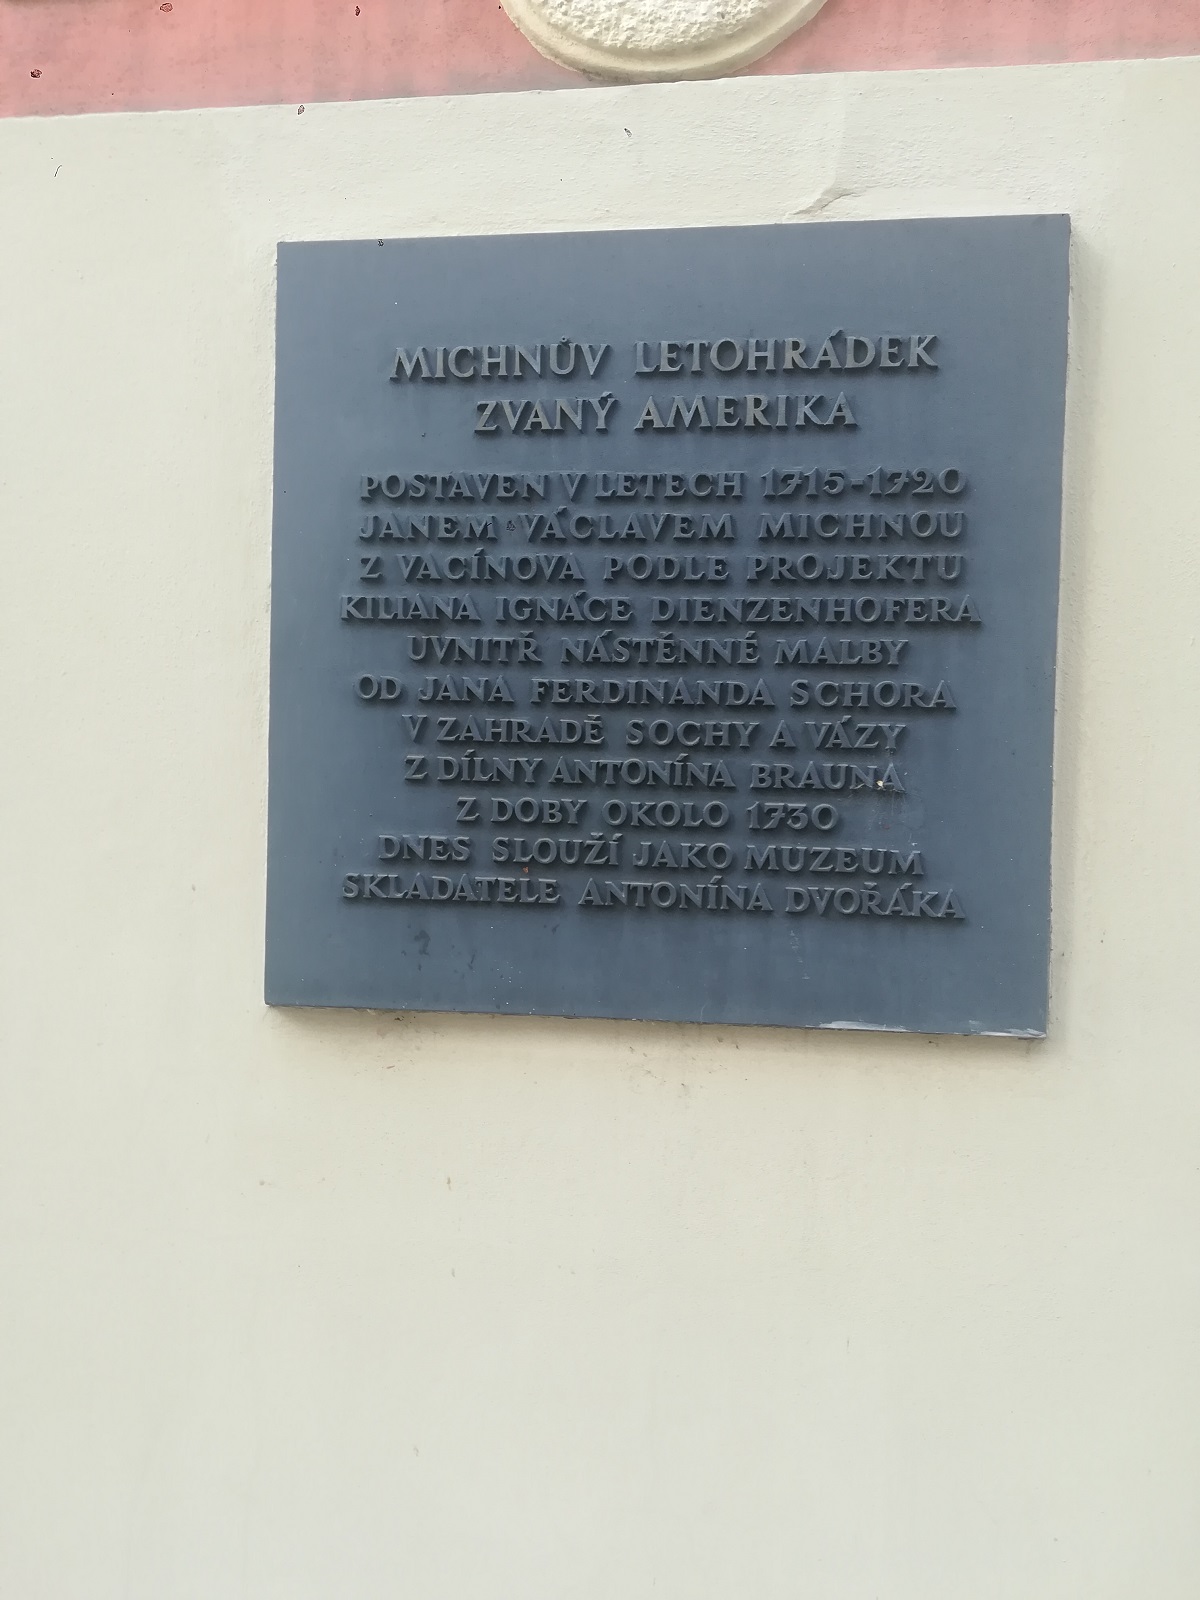 MICHNŮV LETOHRÁDEK
ZVANÝ AMERIKA
POSTAVEN V LETECH 1715-1720
JANEM VÁCLAVEM MICHNOU
Z VACÍNOVA PODLE PROJEKTU
KILIÁNA IGNÁCE DIENZENHOFERA
UVNITŘ NÁSTĚNNÉ MALBY
OD JANA FERDINANDA SCHORA
V ZAHRADĚ SOCHY A VÁZY
Z DÍLNY ANTONÍNA BRAUNA
Z DOBY OKOLO 1730
DNES SLOUŽÍ JAKO MUZEUM
SKLADATELE ANTONÍNA DVOŘÁKA